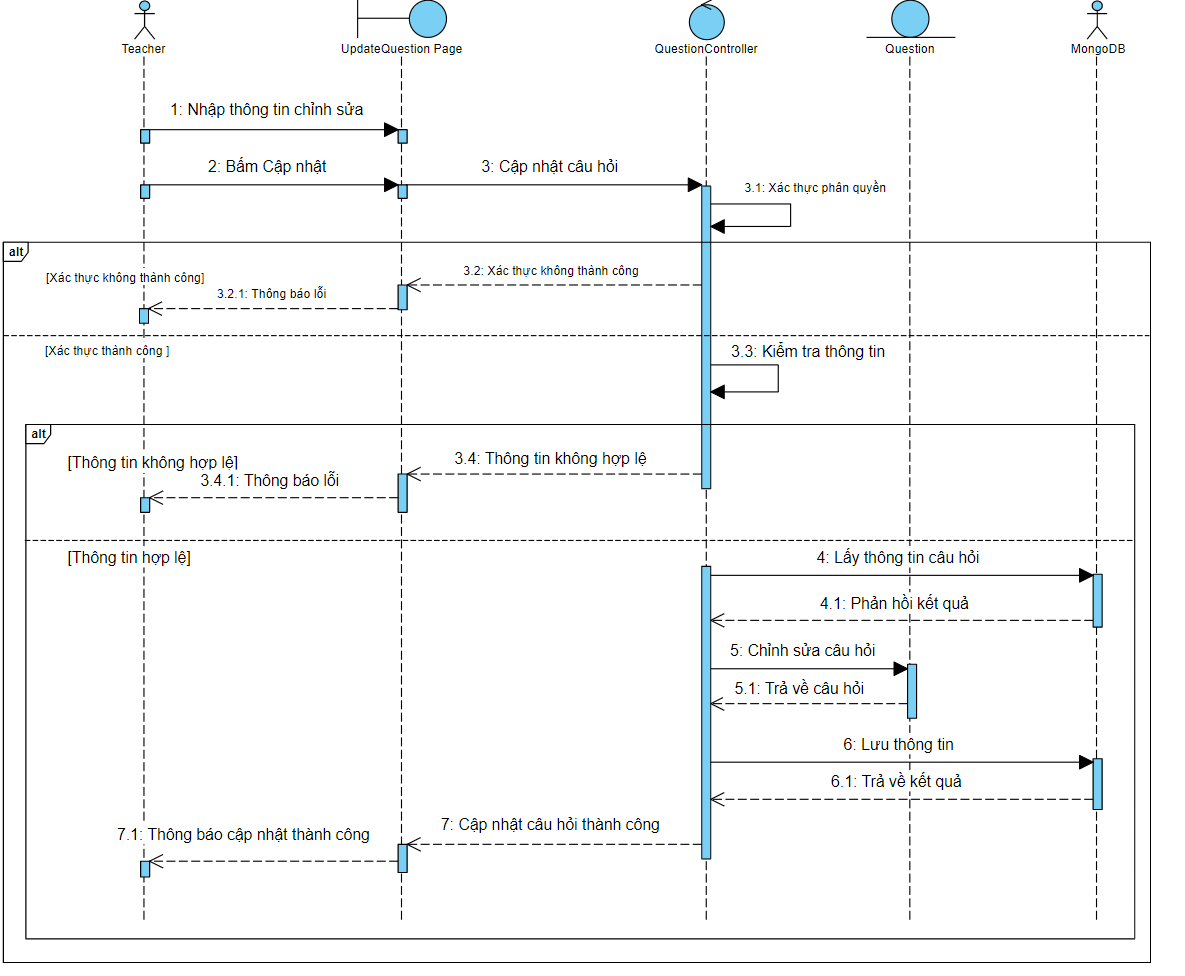 Teacher
UpdateQuestion Page
QuestionController
Question
MongoDB
1: Nhập thông tin chỉnh sửa
2: Bấm Cập nhật
3: Cập nhật câu hỏi
3.1: Xác thực phân quyền
alt
[Xác thực không thành công]
3.2: Xác thực không thành công
3.2.1: Thông báo lỗi
[Xác thực thành công ]
3.3: Kiểm tra thông tin
alt
[Thông tin không hợp lệ]
3.4: Thông tin không hợp lệ
3.4.1: Thông báo lỗi
[Thông tin hợp lệ]
4: Lấy thông tin câu hỏi
4.1: Phản hồi kết quả
5: Chỉnh sửa câu hỏi
5.1: Trả về câu hỏi
6: Lưu thông tin
6.1: Trả về kết quả
7: Cập nhật câu hỏi thành công
7.1: Thông báo cập nhật thành công